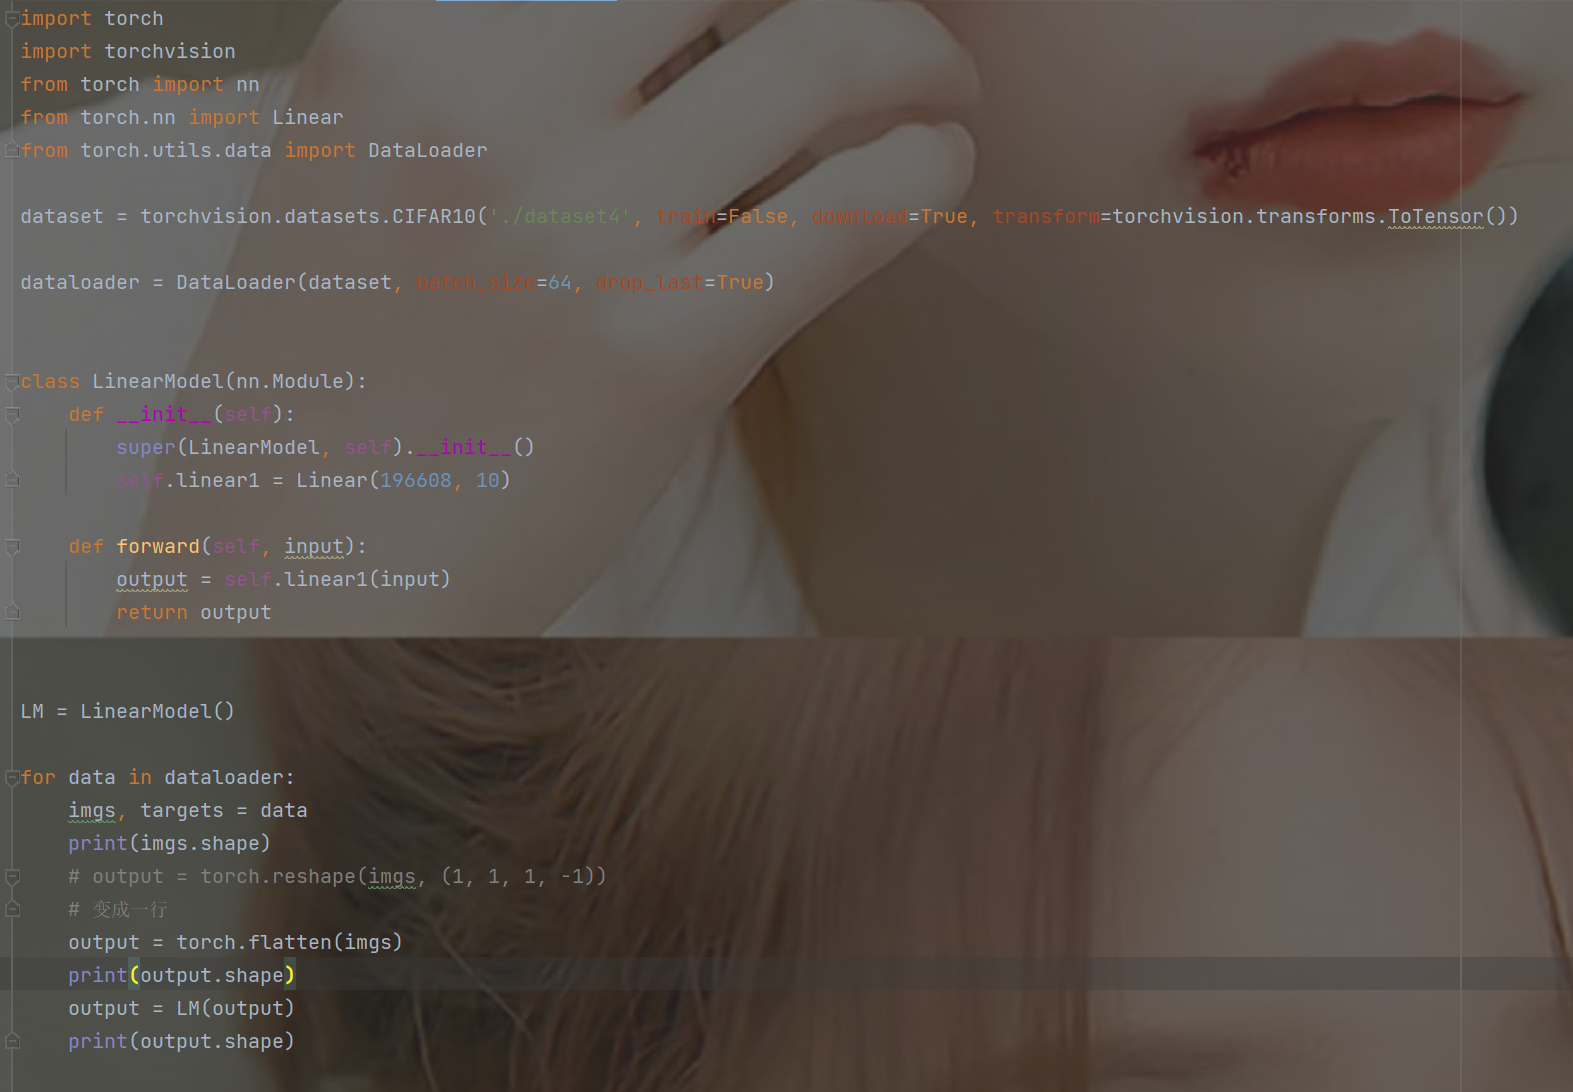 import torch
import torchvision
from torch import nn
from torch.nn import Linear
from torch.utils.data import DataLoader
dataset = torchvision.datasets.CIFAR10('./dataset4', train=False, download=True, transform=torchvision.transforms.ToTensor())
dataloader = DataLoader(dataset, batch_size=64, drop_last=True)
class LinearModel(nn.Module):
    def __init__(self):
        super(LinearModel, self).__init__()
        self.linear1 = Linear(196608, 10)
    def forward(self, input):
        output = self.linear1(input)
        return output
LM = LinearModel()
for data in dataloader:
    imgs, targets = data
    print(imgs.shape)
    # output = torch.reshape(imgs, (1, 1, 1, -1))
    # 变成一行
    output = torch.flatten(imgs)
    print(output.shape)
    output = LM(output)
    print(output.shape)